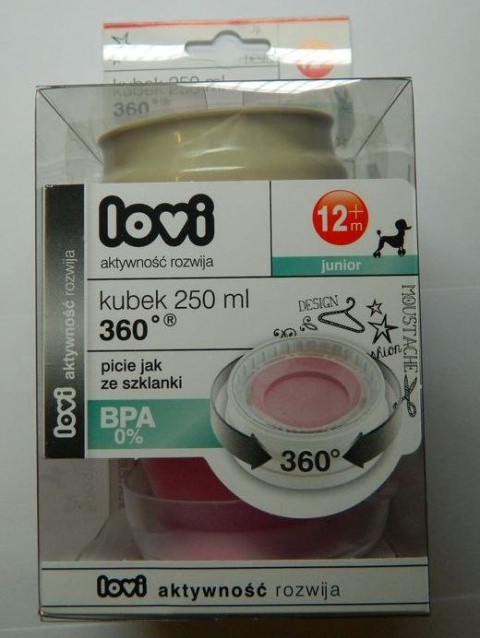 kubek 250 ml
360°®
lovi
aktywność rozwija
12+
m
junior
kubek 250 ml
360°®
DESIGN
MOUSTACHE
picie jak
ze szklanki
BPA
0%
360°
lovi aktywność rozwija
lovi aktywność rozwija